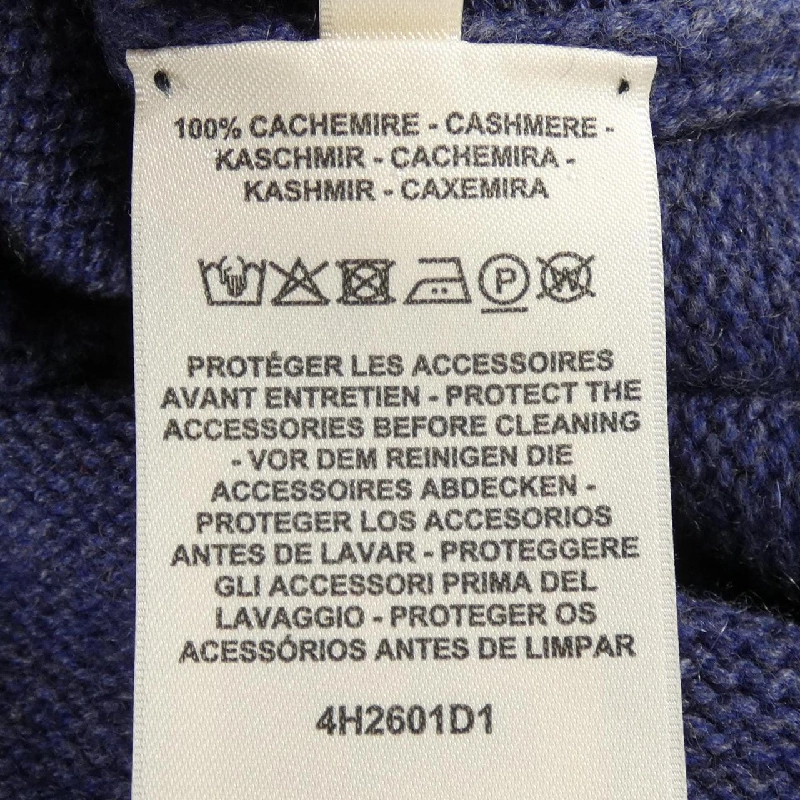 100% CACHEMIRE - CASHMERE -
KASCHMIR - CACHEMIRA -
KASHMIR - CAXEMIRA
P W
PROTÉGER LES ACCESSOIRES
AVANT ENTRETIEN - PROTECT THE
ACCESSORIES BEFORE CLEANING
- VOR DEM REINIGEN DIE
ACCESSOIRES ABDECKEN -
PROTEGER LOS ACCESORIOS
ANTES DE LAVAR - PROTEGGERE
GLI ACCESSORI PRIMA DEL
LAVAGGIO - PROTEGER OS
ACESSÓRIOS ANTES DE LIMPAR
4H2601D1